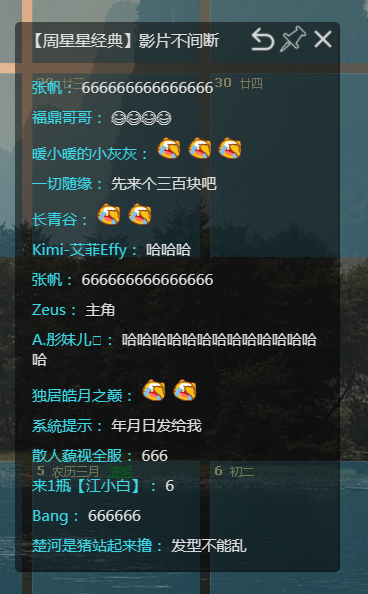 【周星星经典】影片不间断
29 廿三
30 廿四
张帆： 666666666666666
福鼎哥哥： 😂😂😂😂
暖小暖的小灰灰：
一切随缘： 先来个三百块吧
长青谷：
Kimi-艾菲Effy： 哈哈哈
张帆： 666666666666666
Zeus： 主角
A.彤妹儿□： 哈哈哈哈哈哈哈哈哈哈哈哈哈
哈
独居皓月之巅：
系統提示： 年月日发给我
散人藐视全服： 666
5 农历三月 清明
6 初二
来1瓶【江小白】： 6
Bang： 666666
楚河是猪站起来撸： 发型不能乱